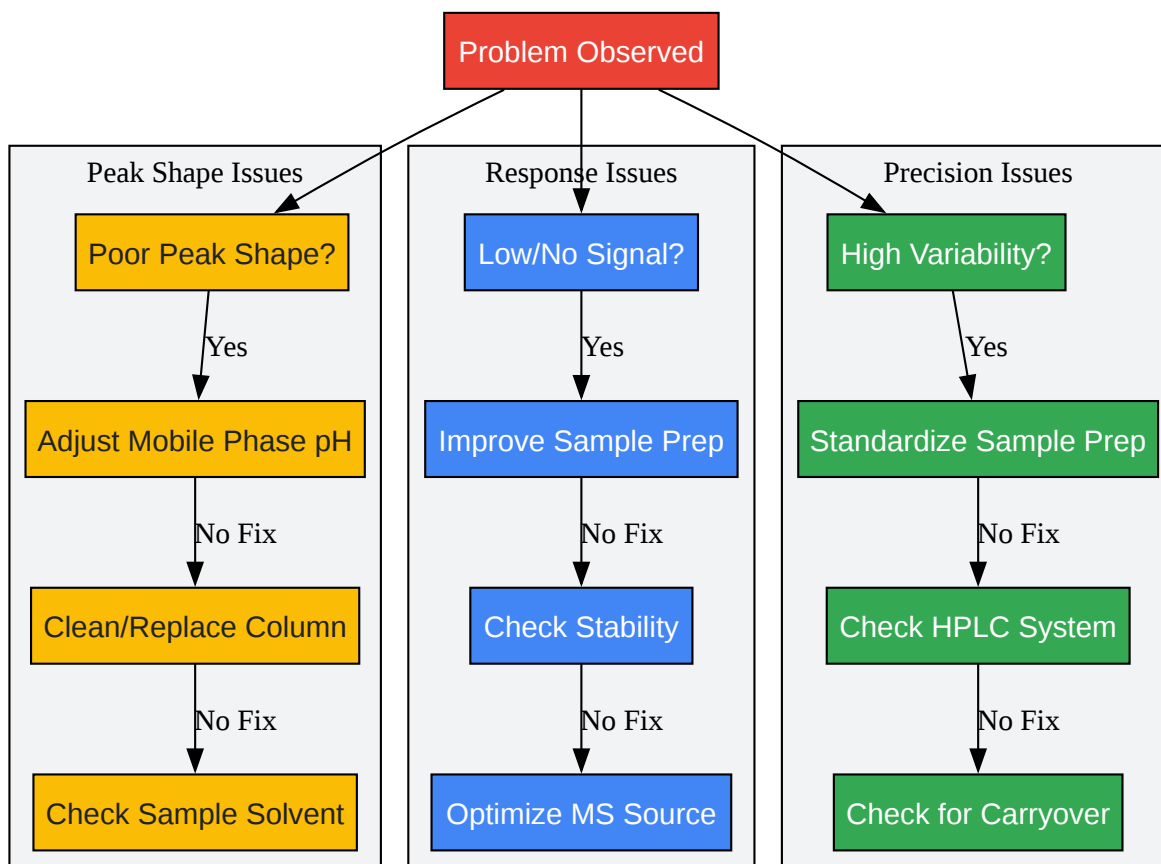 Problem Observed
Peak Shape Issues
Poor Peak Shape?
Yes
Adjust Mobile Phase pH
No Fix
Clean/Replace Column
No Fix
Check Sample Solvent
Response Issues
Low/No Signal?
Yes
Improve Sample Prep
No Fix
Check Stability
No Fix
Optimize MS Source
Precision Issues
High Variability?
Yes
Standardize Sample Prep
No Fix
Check HPLC System
No Fix
Check for Carryover